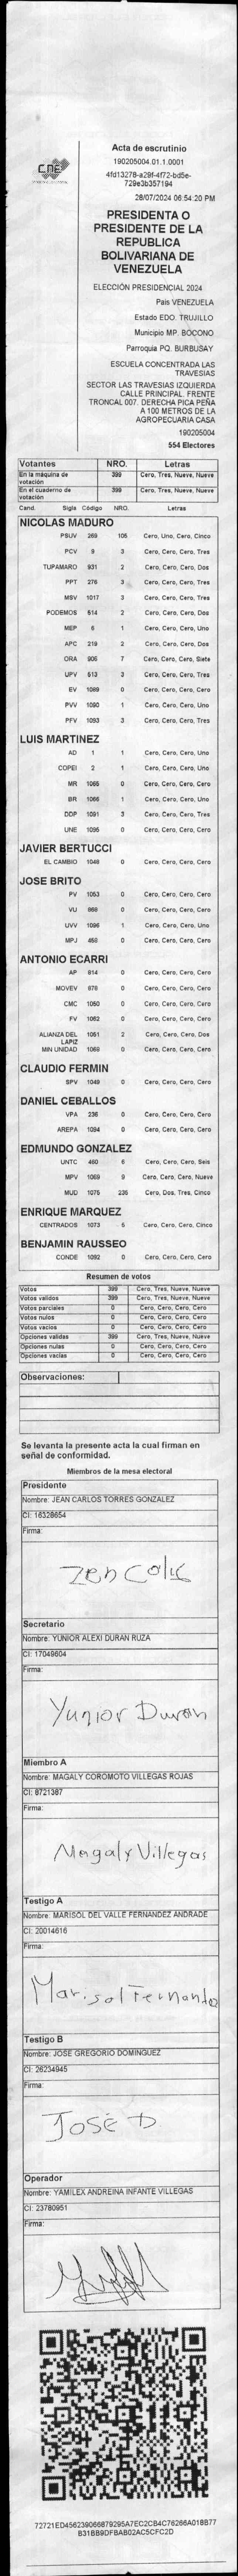 CNE
Acta de escrutinio
190205004.01.1.0001
4fd13278-a29f-4f72-bd5e-
729e3b357194
28/07/2024 06:54:20 PM
PRESIDENTA O
PRESIDENTE DE LA
REPUBLICA
BOLIVARIANA DE
VENEZUELA
ELECCIÓN PRESIDENCIAL 2024
País VENEZUELA
Estado EDO. TRUJILLO
Municipio MP. BOCONO
Parroquia PQ. BURBUSAY
ESCUELA CONCENTRADA LAS
TRAVESIAS
SECTOR LAS TRAVESIAS IZQUIERDA
CALLE PRINCIPAL. FRENTE
TRONCAL 007. DERECHA PICA PEÑA
A 100 METROS DE LA
AGROPECUARIA CASA
190205004
554 Electores
Votantes NRO. Letras
En la máquina de votación 399 Cero, Tres, Nueve, Nueve
En el cuaderno de votación 399 Cero, Tres, Nueve, Nueve
Cand. Sigla Código NRO. Letras
NICOLAS MADURO
PSUV 269 105 Cero, Uno, Cero, Cinco
PCV 9 3 Cero, Cero, Cero, Tres
TUPAMARO 931 2 Cero, Cero, Cero, Dos
PPT 276 3 Cero, Cero, Cero, Tres
MSV 1017 3 Cero, Cero, Cero, Tres
PODEMOS 514 2 Cero, Cero, Cero, Dos
MEP 6 1 Cero, Cero, Cero, Uno
APC 219 2 Cero, Cero, Cero, Dos
ORA 906 7 Cero, Cero, Cero, Siete
UPV 513 3 Cero, Cero, Cero, Tres
EV 1089 0 Cero, Cero, Cero, Cero
PVV 1090 1 Cero, Cero, Cero, Uno
PFV 1093 3 Cero, Cero, Cero, Tres
LUIS MARTINEZ
AD 1 1 Cero, Cero, Cero, Uno
COPEI 2 1 Cero, Cero, Cero, Uno
MR 1065 0 Cero, Cero, Cero, Cero
BR 1066 1 Cero, Cero, Cero, Uno
DDP 1091 3 Cero, Cero, Cero, Tres
UNE 1095 0 Cero, Cero, Cero, Cero
JAVIER BERTUCCI
EL CAMBIO 1048 0 Cero, Cero, Cero, Cero
JOSE BRITO
PV 1053 0 Cero, Cero, Cero, Cero
VU 868 0 Cero, Cero, Cero, Cero
UVV 1096 1 Cero, Cero, Cero, Uno
MPJ 458 0 Cero, Cero, Cero, Cero
ANTONIO ECARRI
AP 814 0 Cero, Cero, Cero, Cero
MOVEV 878 0 Cero, Cero, Cero, Cero
CMC 1050 0 Cero, Cero, Cero, Cero
FV 1052 0 Cero, Cero, Cero, Cero
ALIANZA DEL LAPIZ 1051 2 Cero, Cero, Cero, Dos
MIN UNIDAD 1069 0 Cero, Cero, Cero, Cero
CLAUDIO FERMIN
SPV 1049 0 Cero, Cero, Cero, Cero
DANIEL CEBALLOS
VPA 236 0 Cero, Cero, Cero, Cero
AREPA 1094 0 Cero, Cero, Cero, Cero
EDMUNDO GONZALEZ
UNTC 460 6 Cero, Cero, Cero, Seis
MPV 1069 9 Cero, Cero, Cero, Nueve
MUD 1075 235 Cero, Dos, Tres, Cinco
ENRIQUE MARQUEZ
CENTRADOS 1073 5 Cero, Cero, Cero, Cinco
BENJAMIN RAUSSEO
CONDE 1092 0 Cero, Cero, Cero, Cero
Resumen de votos
Votos 399 Cero, Tres, Nueve, Nueve
Votos validos 399 Cero, Tres, Nueve, Nueve
Votos parciales 0 Cero, Cero, Cero, Cero
Votos nulos 0 Cero, Cero, Cero, Cero
Votos vacios 0 Cero, Cero, Cero, Cero
Opciones validas 399 Cero, Tres, Nueve, Nueve
Opciones nulas 0 Cero, Cero, Cero, Cero
Opciones vacías 0 Cero, Cero, Cero, Cero
Observaciones:
Se levanta la presente acta la cual firman en
señal de conformidad.
Miembros de la mesa electoral
Presidente
Nombre: JEAN CARLOS TORRES GONZALEZ
CI: 16328654
Firma:
Secretario
Nombre: YUNIOR ALEXI DURAN RUZA
CI: 17049604
Firma:
Yunior Duran
Miembro A
Nombre: MAGALY COROMOTO VILLEGAS ROJAS
CI: 8721387
Firma:
Magaly Villegas
Testigo A
Nombre: MARISOL DEL VALLE FERNANDEZ ANDRADE
CI: 20014616
Firma:
Marisol Fernandez
Testigo B
Nombre: JOSE GREGORIO DOMINGUEZ
CI: 26234945
Firma:
José D
Operador
Nombre: YAMILEX ANDREINA INFANTE VILLEGAS
CI: 23780951
Firma:
72721ED456239066879295A7EC2CB4C76266A01BB77
B31BB9DFBAB02AC5CFC2D